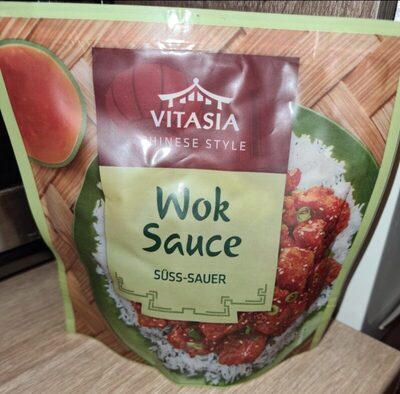 VITASIA
CHINESE STYLE
Wok
Sauce
SÜSS-SAUER